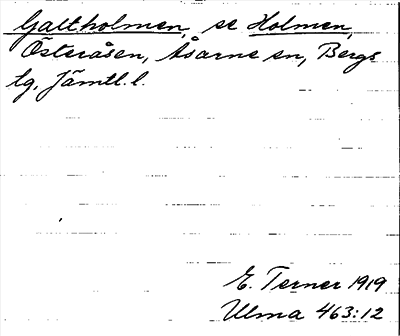 Galtholmen, se Holmen,
Österåsen, Åsarne sn, Bergs
tg, Jämtl. l.
E. Terner 1919
Ulma 463:12